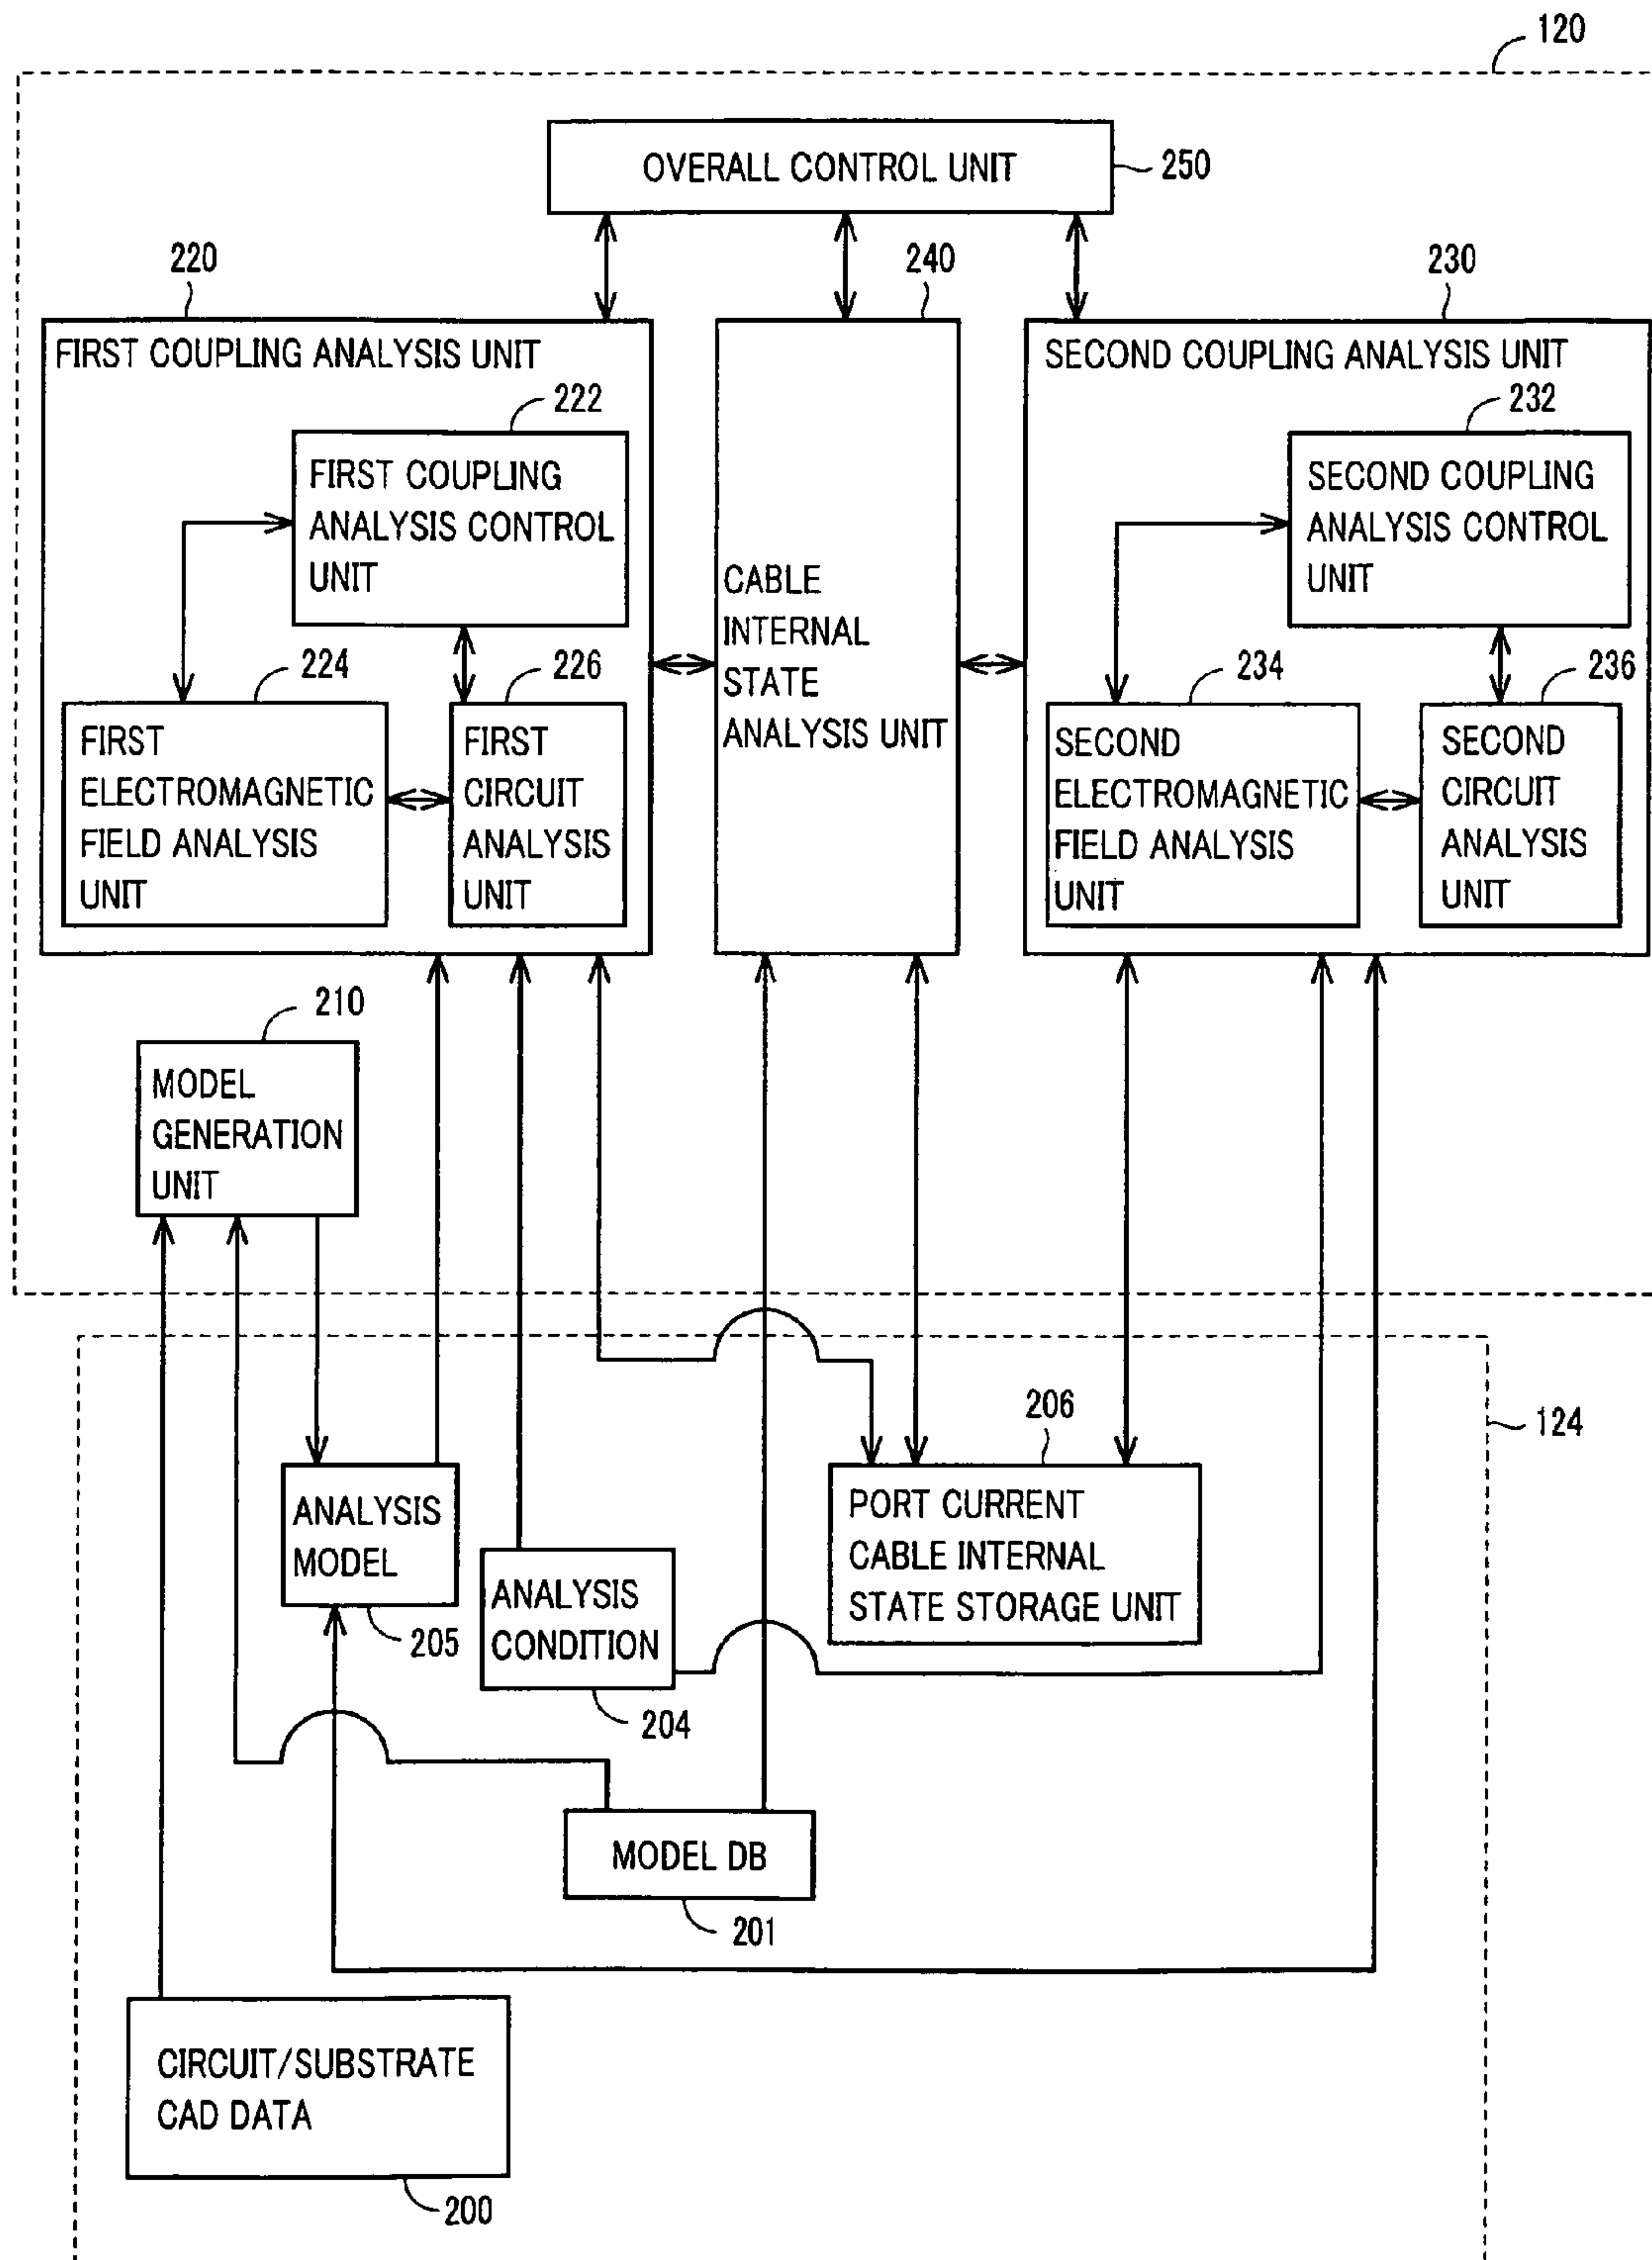 120
OVERALL CONTROL UNIT
250
220
240
230
FIRST COUPLING ANALYSIS UNIT
222
FIRST COUPLING
ANALYSIS CONTROL
UNIT
224
FIRST
ELECTROMAGNETIC
FIELD ANALYSIS
UNIT
226
FIRST
CIRCUIT
ANALYSIS
UNIT
CABLE
INTERNAL
STATE
ANALYSIS UNIT
SECOND COUPLING ANALYSIS UNIT
232
SECOND COUPLING
ANALYSIS CONTROL
UNIT
234
SECOND
ELECTROMAGNETIC
FIELD ANALYSIS
UNIT
236
SECOND
CIRCUIT
ANALYSIS
UNIT
210
MODEL
GENERATION
UNIT
124
206
PORT CURRENT
CABLE INTERNAL
STATE STORAGE UNIT
ANALYSIS
MODEL
205
ANALYSIS
CONDITION
204
MODEL DB
201
CIRCUIT/SUBSTRATE
CAD DATA
200